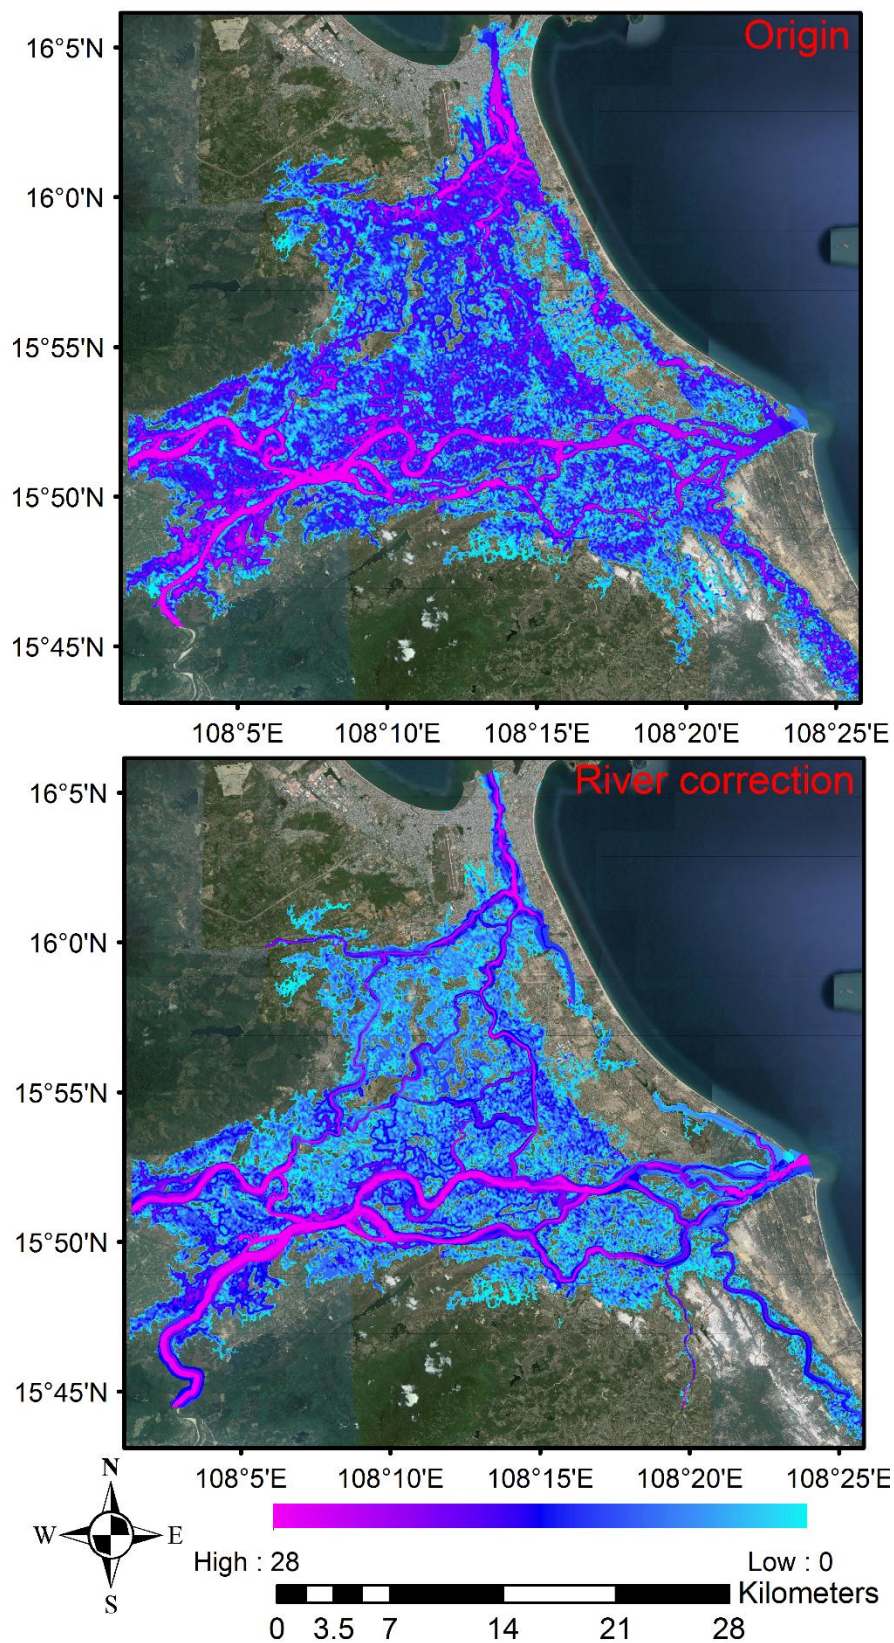 Origin
16°5'N
16°0'N
15°55'N
15°50'N
15°45'N
108°5'E 108°10'E 108°15'E 108°20'E 108°25'E
River correction
16°5'N
16°0'N
15°55'N
15°50'N
15°45'N
108°5'E 108°10'E 108°15'E 108°20'E 108°25'E
N
W E
S
High : 28 Low : 0
Kilometers
0 3.5 7 14 21 28